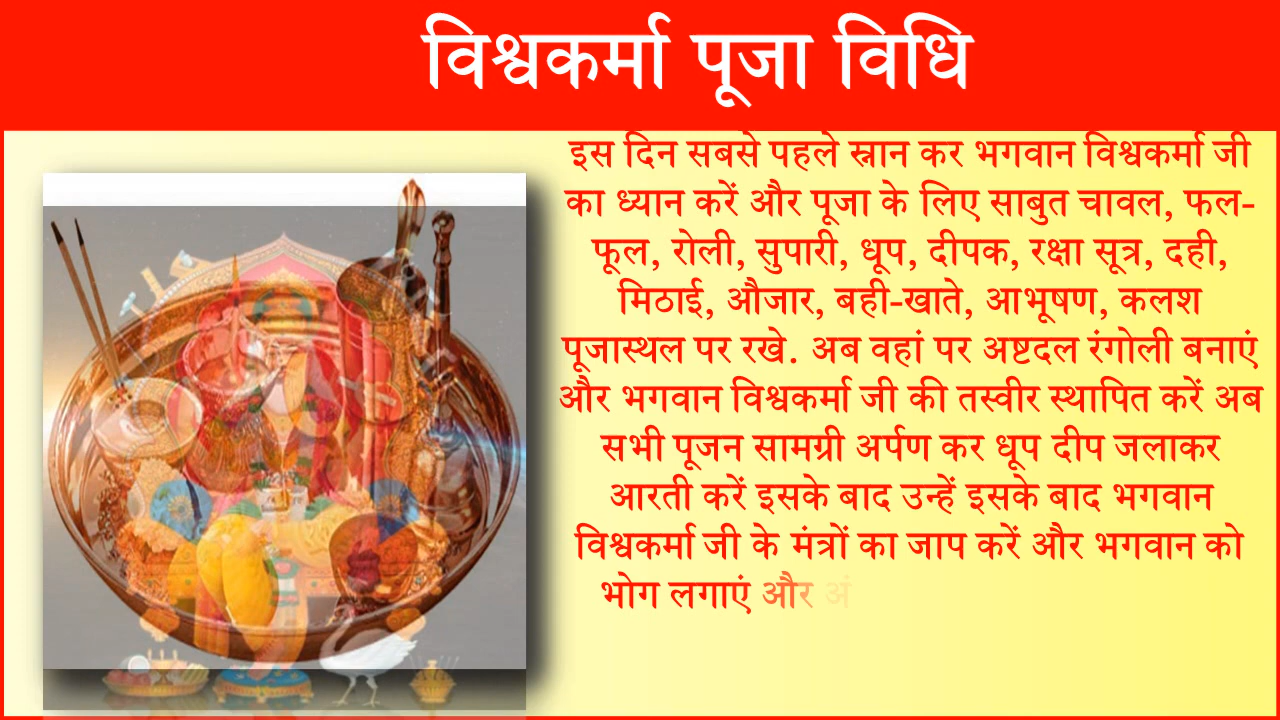 विश्वकर्मा पूजा विधि
इस दिन सबसे पहले स्नान कर भगवान विश्वकर्मा जी
का ध्यान करें और पूजा के लिए साबुत चावल, फल-
फूल, रोली, सुपारी, धूप, दीपक, रक्षा सूत्र, दही,
मिठाई, औजार, बही-खाते, आभूषण, कलश
पूजास्थल पर रखे. अब वहां पर अष्टदल रंगोली बनाएं
और भगवान विश्वकर्मा जी की तस्वीर स्थापित करें अब
सभी पूजन सामग्री अर्पण कर धूप दीप जलाकर
आरती करें इसके बाद उन्हें इसके बाद भगवान
विश्वकर्मा जी के मंत्रों का जाप करें और भगवान को
भोग लगाएं और अं